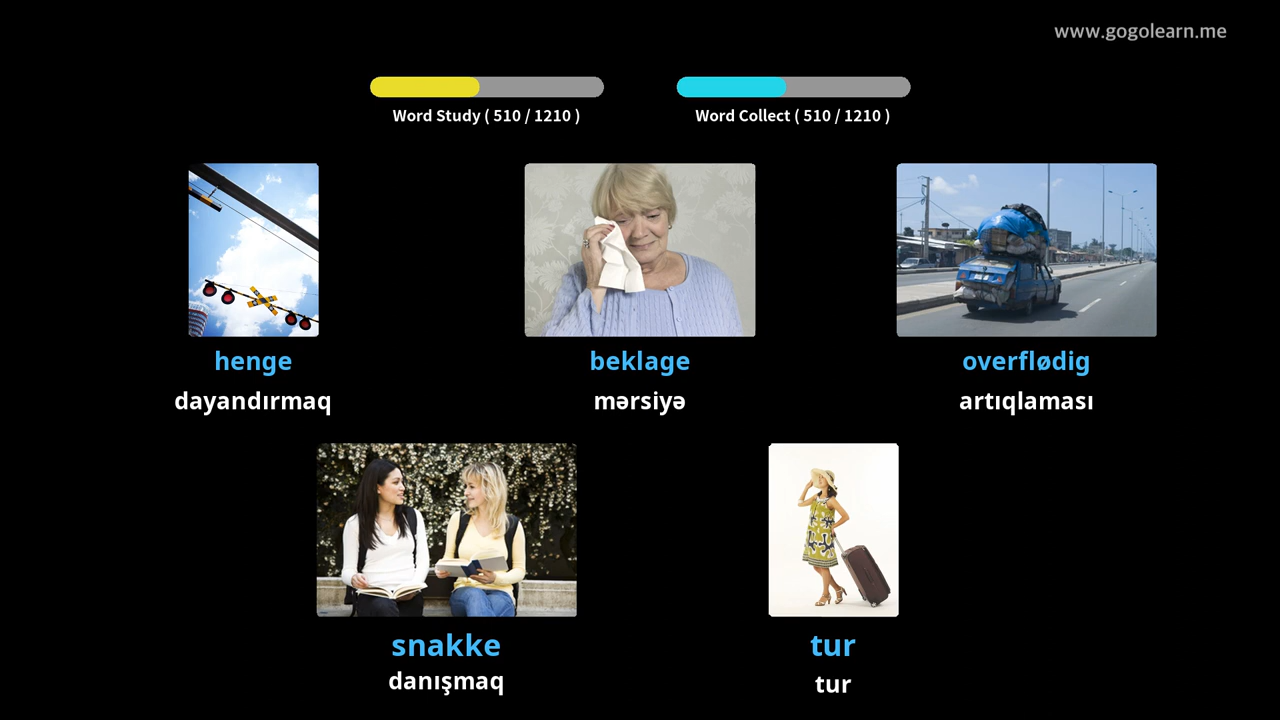 www.gogolearn.me
Word Study ( 510 / 1210 )
Word Collect ( 510 / 1210 )
henge
dayandırmaq
beklage
mərsiyə
overflødig
artıqlaması
snakke
danışmaq
tur
tur